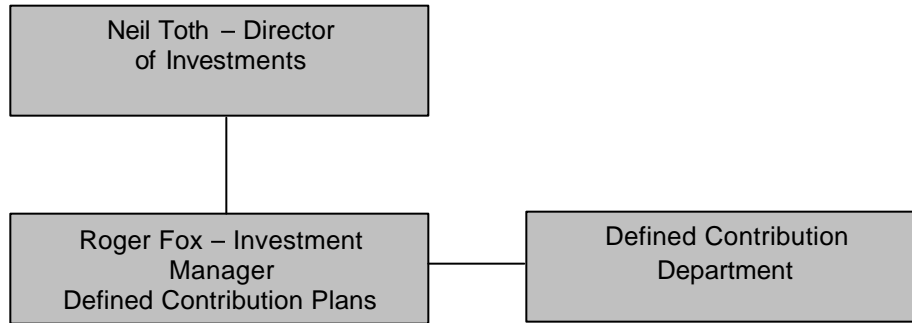 Neil Toth – Director
of Investments
Roger Fox – Investment
Manager
Defined Contribution Plans
Defined Contribution
Department